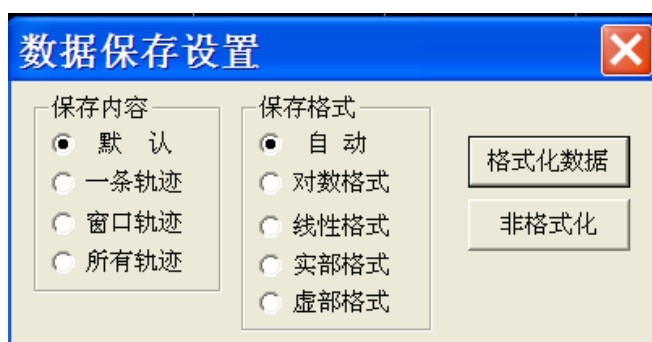 数据保存设置
保存内容
默 认
一条轨迹
窗口轨迹
所有轨迹
保存格式
自 动
对数格式
线性格式
实部格式
虚部格式
格式化数据
非格式化